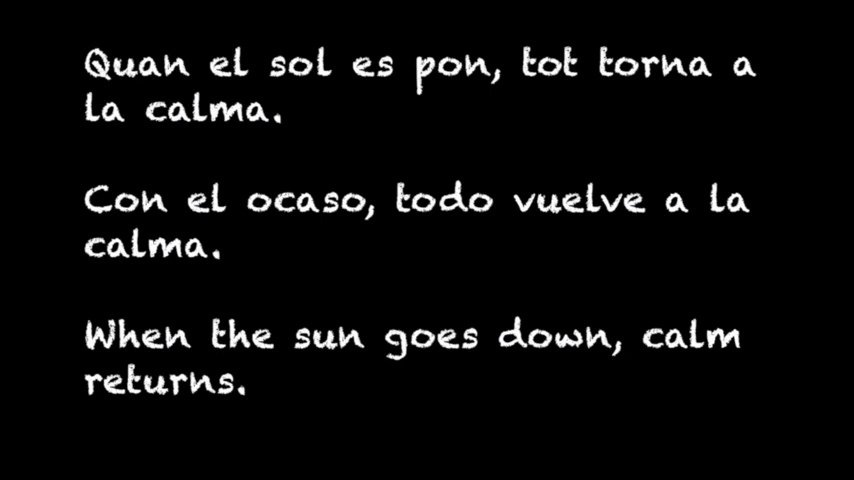 Quan el sol es pon, tot torna a
la calma.
Con el ocaso, todo vuelve a la
calma.
When the sun goes down, calm
returns.